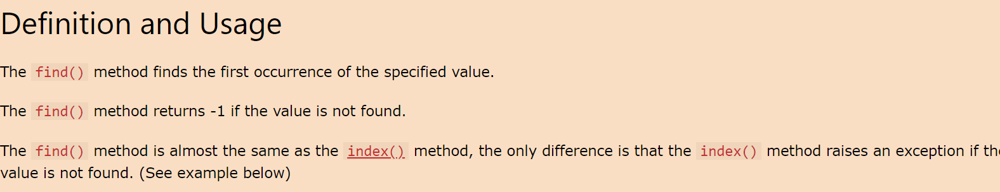 Definition and Usage
The find() method finds the first occurrence of the specified value.
The find() method returns -1 if the value is not found.
The find() method is almost the same as the index() method, the only difference is that the index() method raises an exception if the
value is not found. (See example below)